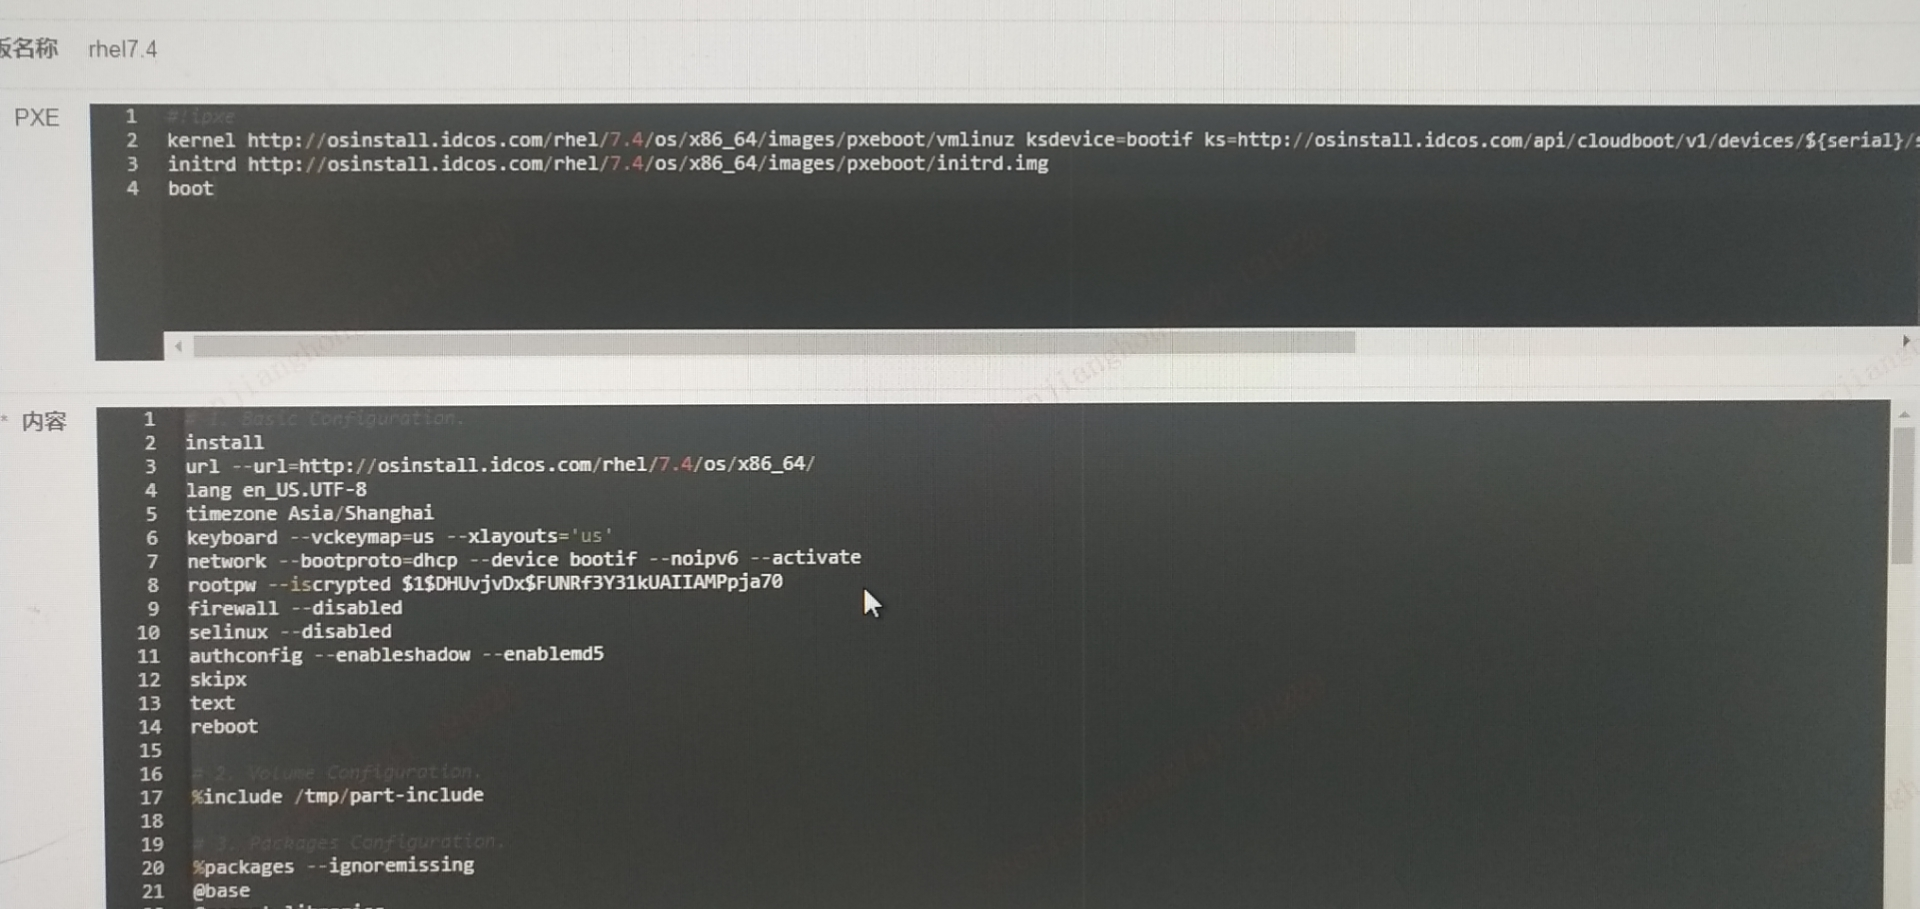 版名称 rhel7.4
PXE
1 #!ipxe
2 kernel http://osinstall.idcos.com/rhel/7.4/os/x86_64/images/pxeboot/vmlinuz ksdevice=bootif ks=http://osinstall.idcos.com/api/cloudboot/v1/devices/${serial}/
3 initrd http://osinstall.idcos.com/rhel/7.4/os/x86_64/images/pxeboot/initrd.img
4 boot
* 内容
1 # 1. Basic Configuration.
2 install
3 url --url=http://osinstall.idcos.com/rhel/7.4/os/x86_64/
4 lang en_US.UTF-8
5 timezone Asia/Shanghai
6 keyboard --vckeymap=us --xlayouts='us'
7 network --bootproto=dhcp --device bootif --noipv6 --activate
8 rootpw --iscrypted $1$DHUvjvDx$FUNRf3Y31kUAIIAMPpja70
9 firewall --disabled
10 selinux --disabled
11 authconfig --enableshadow --enablemd5
12 skipx
13 text
14 reboot
15
16 # 2. Volume Configuration.
17 %include /tmp/part-include
18
19 # 3. Packages Configuration.
20 %packages --ignoremissing
21 @base